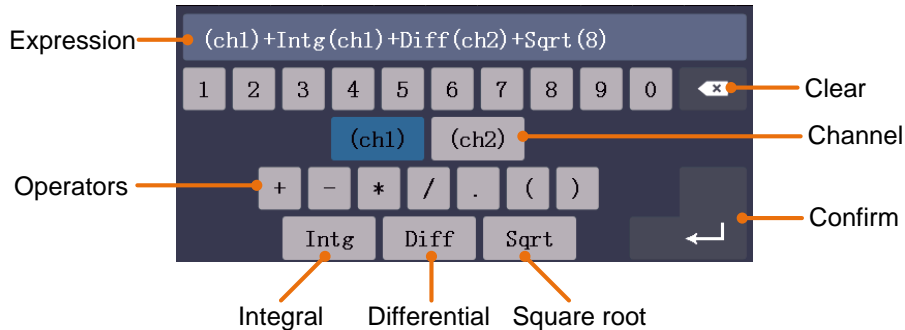 Expression (ch1)+Intg(ch1)+Diff(ch2)+Sqrt(8)
1 2 3 4 5 6 7 8 9 0 × Clear
(ch1) (ch2) Channel
Operators + - * / . ( )
Confirm
Intg Diff Sqrt
Integral Differential Square root